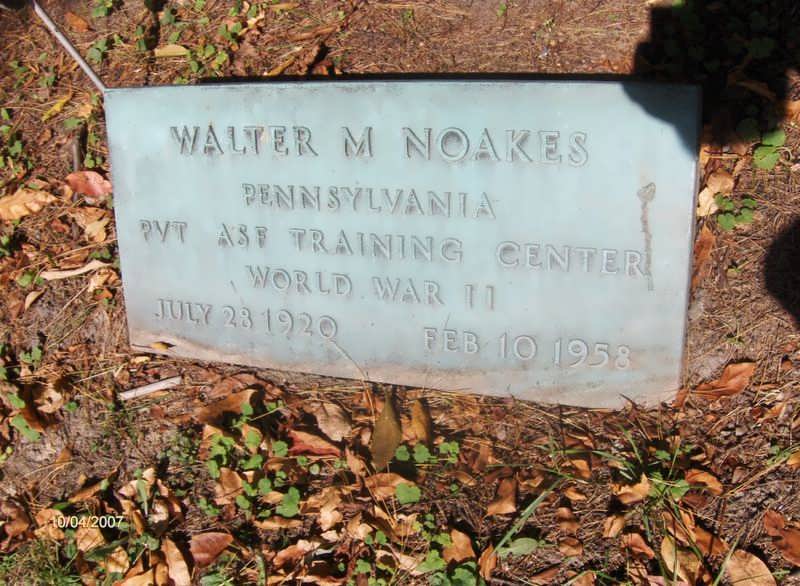 WALTER M NOAKES
PENNSYLVANIA
PVT ASF TRAINING CENTER
WORLD WAR II
JULY 28 1920 FEB 10 1958
10/04/2007